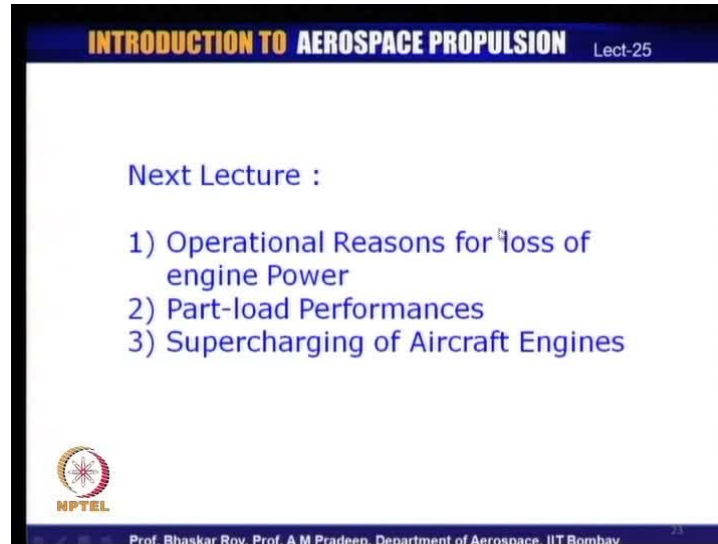 INTRODUCTION TO AEROSPACE PROPULSION Lect-25
Next Lecture :
1) Operational Reasons for loss of
engine Power
2) Part-load Performances
3) Supercharging of Aircraft Engines
NPTEL
Prof. Bhaskar Roy, Prof. A M Pradeep, Department of Aerospace, IIT Bombay
23